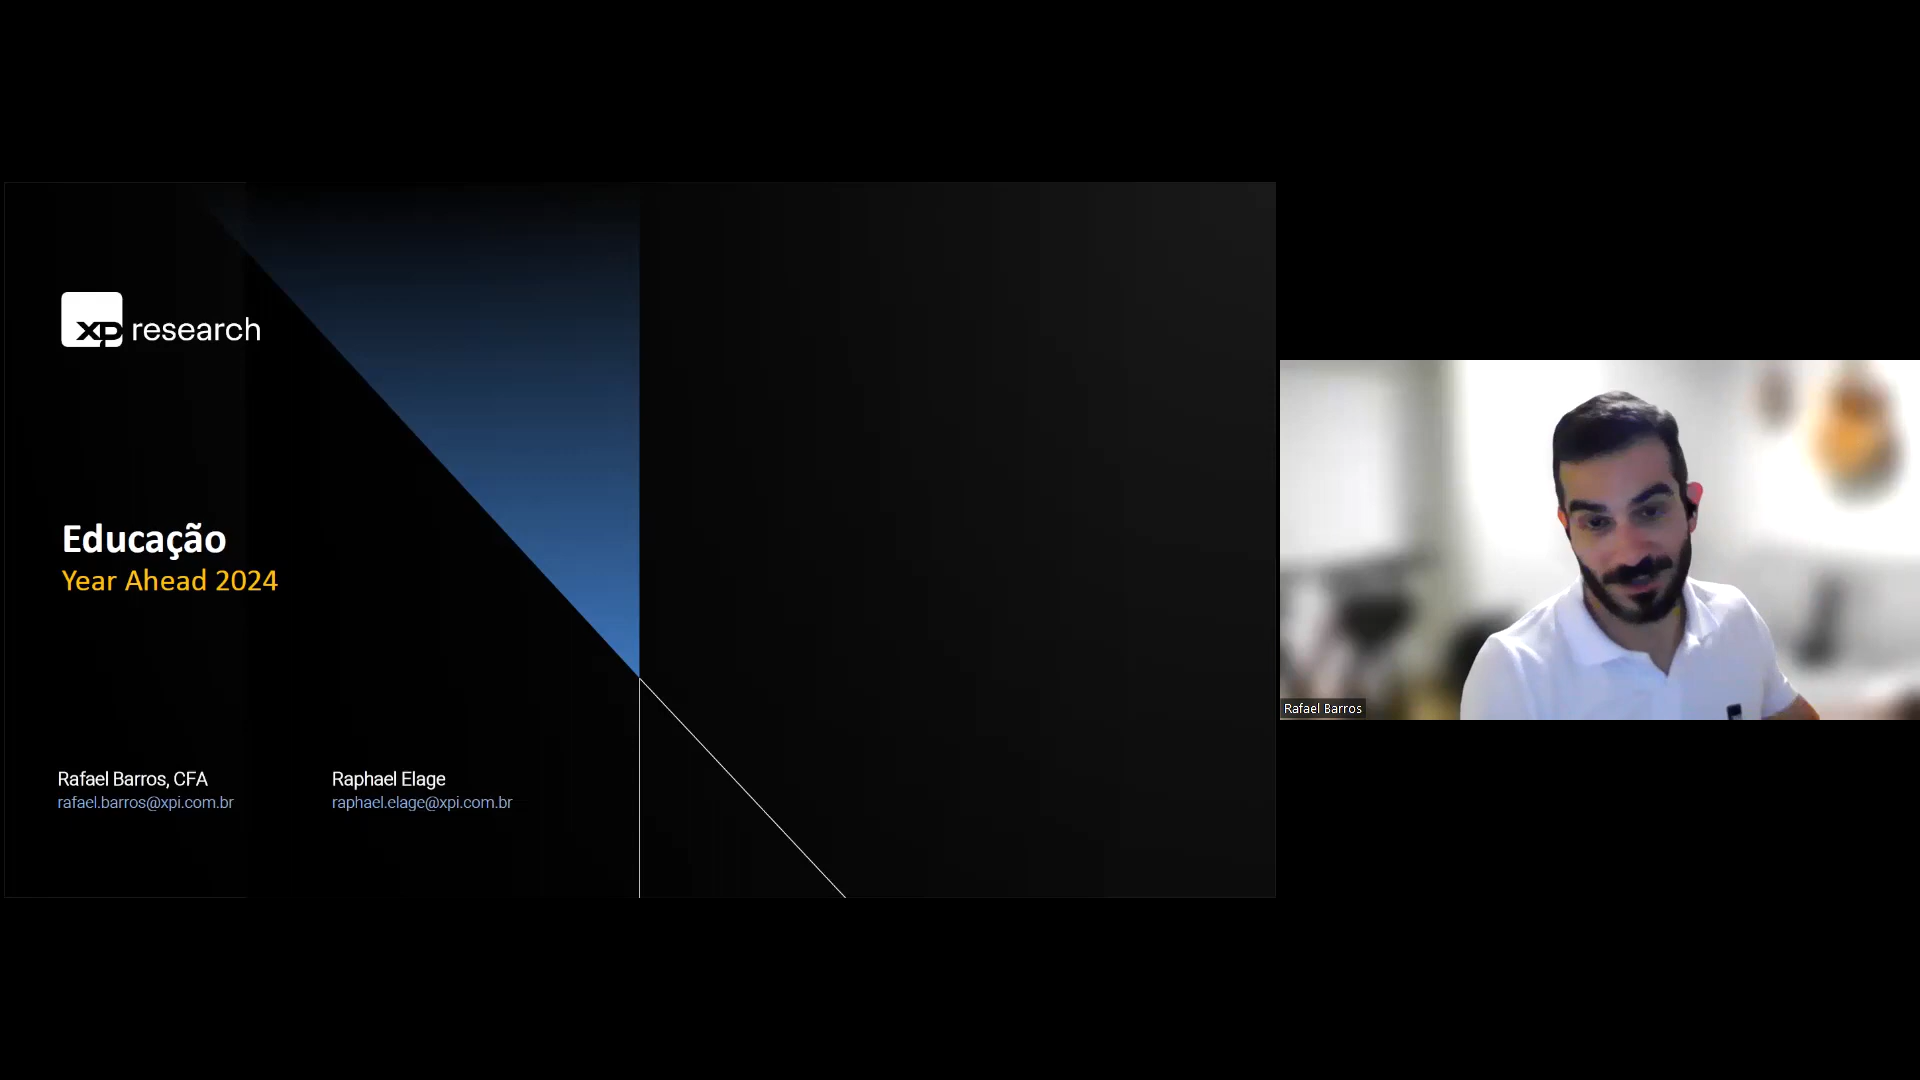 xp research
Educação
Year Ahead 2024
Rafael Barros, CFA
rafael.barros@xpi.com.br
Raphael Elage
raphael.elage@xpi.com.br
Rafael Barros